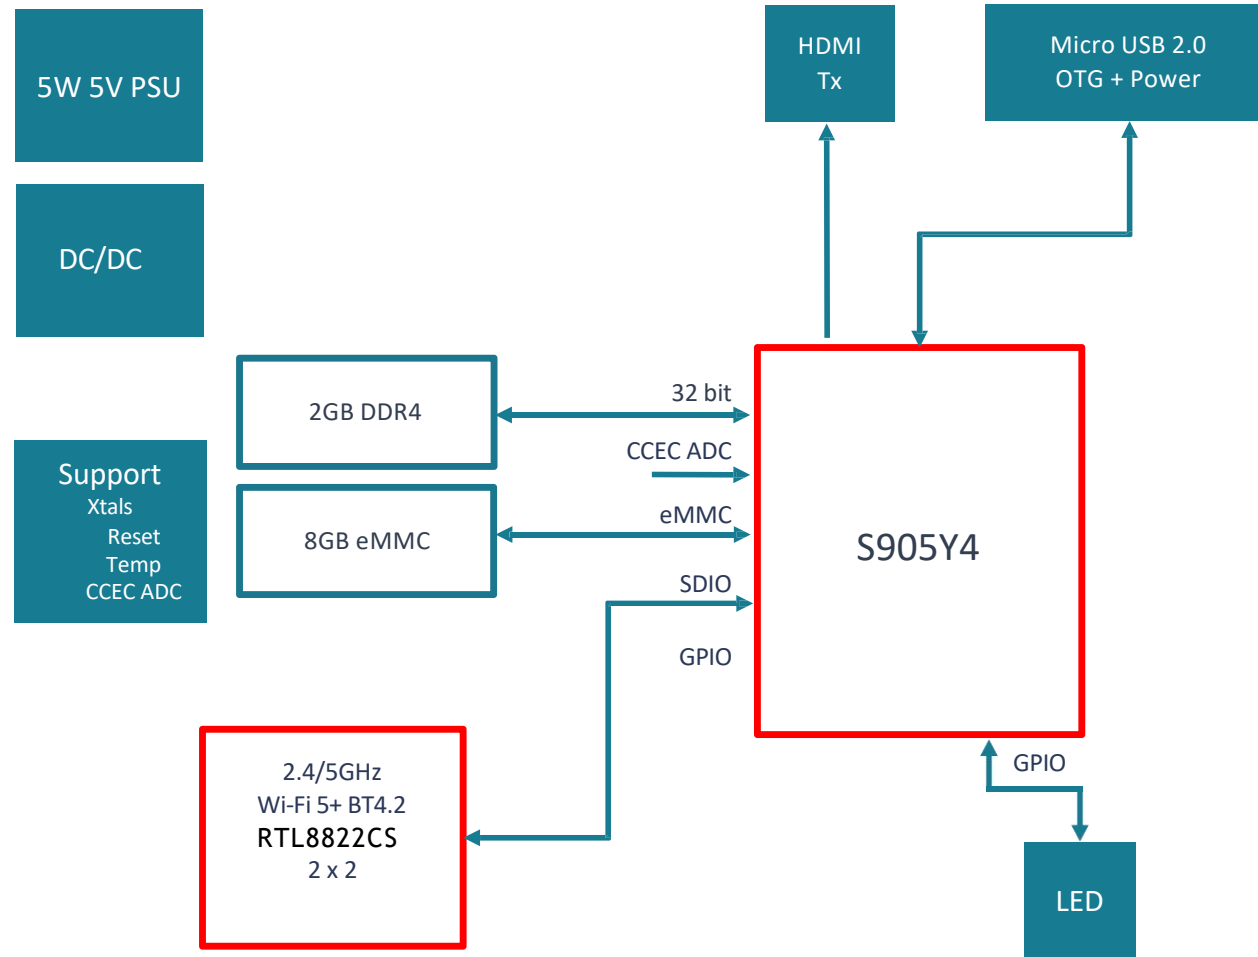 5W 5V PSU
HDMI
Tx
Micro USB 2.0
OTG + Power
DC/DC
2GB DDR4
32 bit
CCEC ADC
Support
Xtals
Reset
Temp
CCEC ADC
8GB eMMC
eMMC
S905Y4
SDIO
GPIO
2.4/5GHz
Wi-Fi 5+ BT4.2
RTL8822CS
2 x 2
GPIO
LED